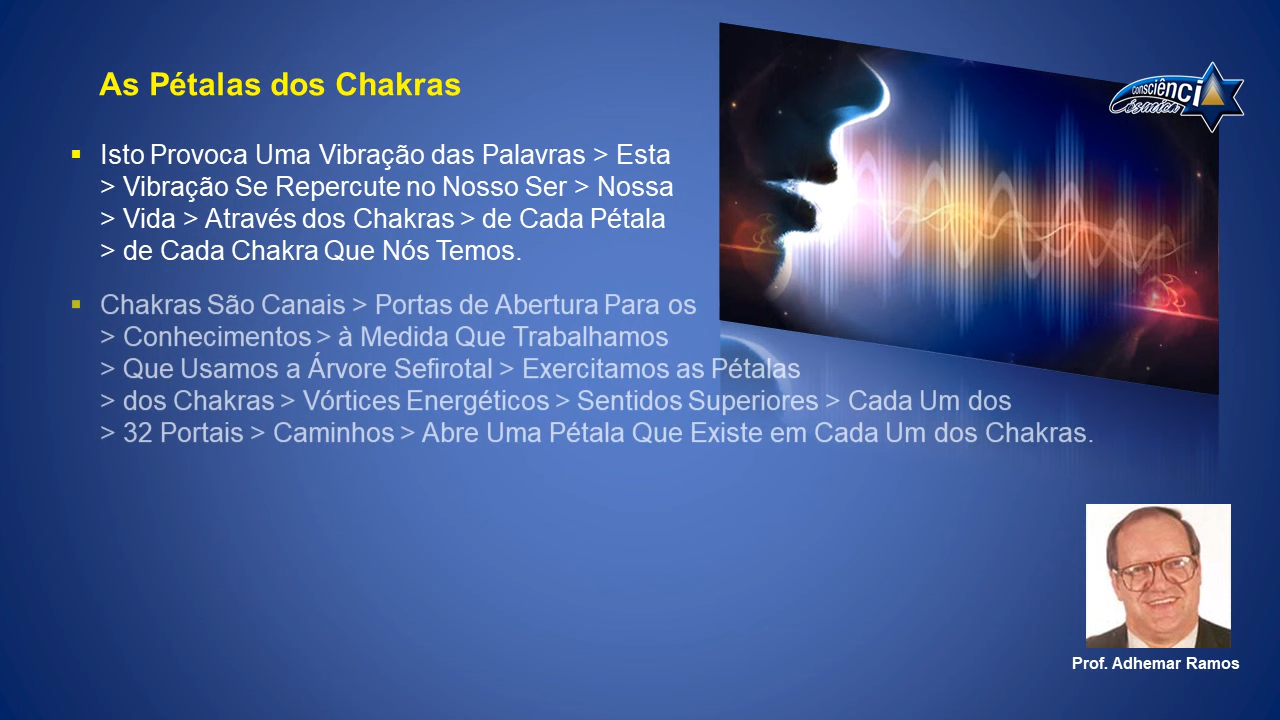 As Pétalas dos Chakras
▪ Isto Provoca Uma Vibração das Palavras > Esta
> Vibração Se Repercute no Nosso Ser > Nossa
> Vida > Através dos Chakras > de Cada Pétala
> de Cada Chakra Que Nós Temos.
▪ Chakras São Canais > Portas de Abertura Para os
> Conhecimentos > à Medida Que Trabalhamos
> Que Usamos a Árvore Sefirotal > Exercitamos as Pétalas
> dos Chakras > Vórtices Energéticos > Sentidos Superiores > Cada Um dos
> 32 Portais > Caminhos > Abre Uma Pétala Que Existe em Cada Um dos Chakras.
consciênci
Cósmica
Prof. Adhemar Ramos